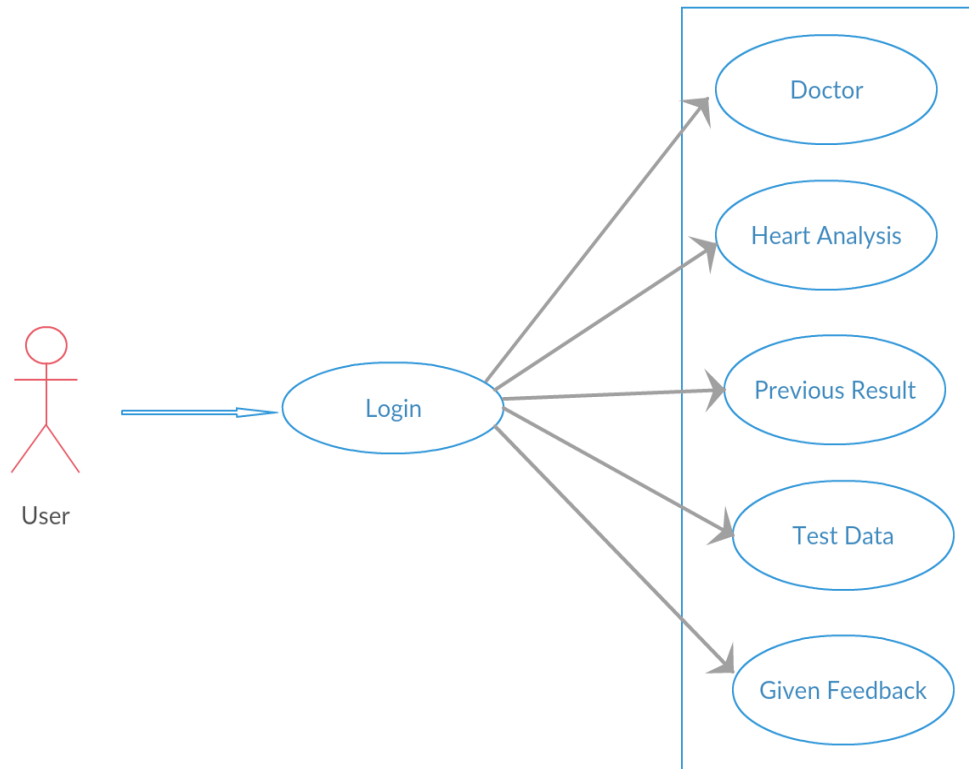 Doctor
Heart Analysis
Previous Result
Login
User
Test Data
Given Feedback